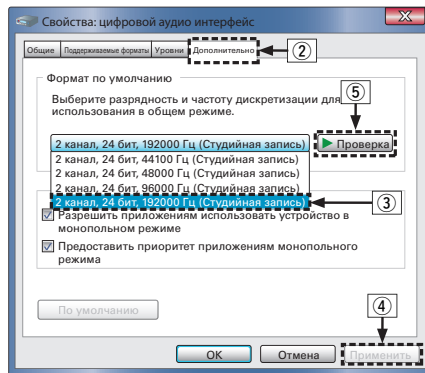 Свойства: цифровой аудио интерфейс
Общие Поддерживаемые форматы Уровни Дополнительно
②
Формат по умолчанию
⑤
Выберите разрядность и частоту дискретизации для
использования в общем режиме.
2 канал, 24 бит, 192000 Гц (Студийная запись) Проверка
2 канал, 24 бит, 44100 Гц (Студийная запись)
2 канал, 24 бит, 48000 Гц (Студийная запись)
2 канал, 24 бит, 96000 Гц (Студийная запись)
2 канал, 24 бит, 192000 Гц (Студийная запись)
③
Разрешить приложениям использовать устройство в
монопольном режиме
Предоставить приоритет приложениям монопольного
режима
По умолчанию
④
OK Отмена Применить